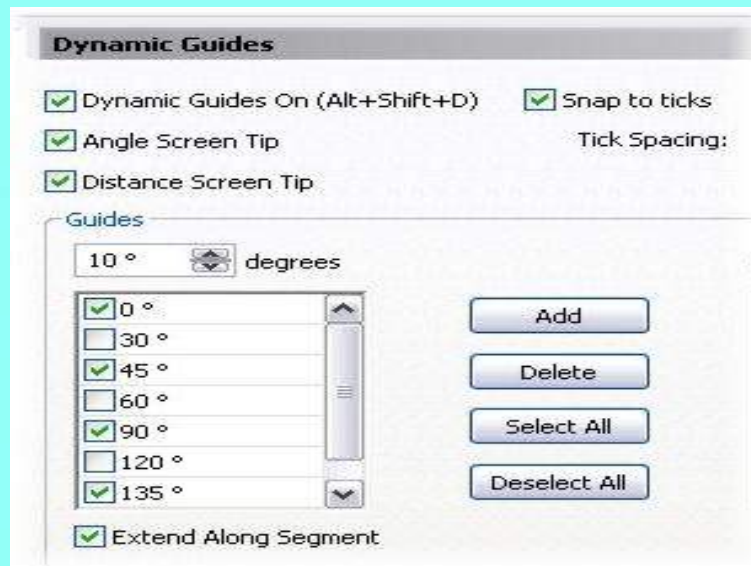 Dynamic Guides
Dynamic Guides On (Alt+Shift+D) Snap to ticks
Angle Screen Tip Tick Spacing:
Distance Screen Tip
Guides
10 ° degrees
0 °
30 °
45 °
60 °
90 °
120 °
135 °
Add
Delete
Select All
Deselect All
Extend Along Segment